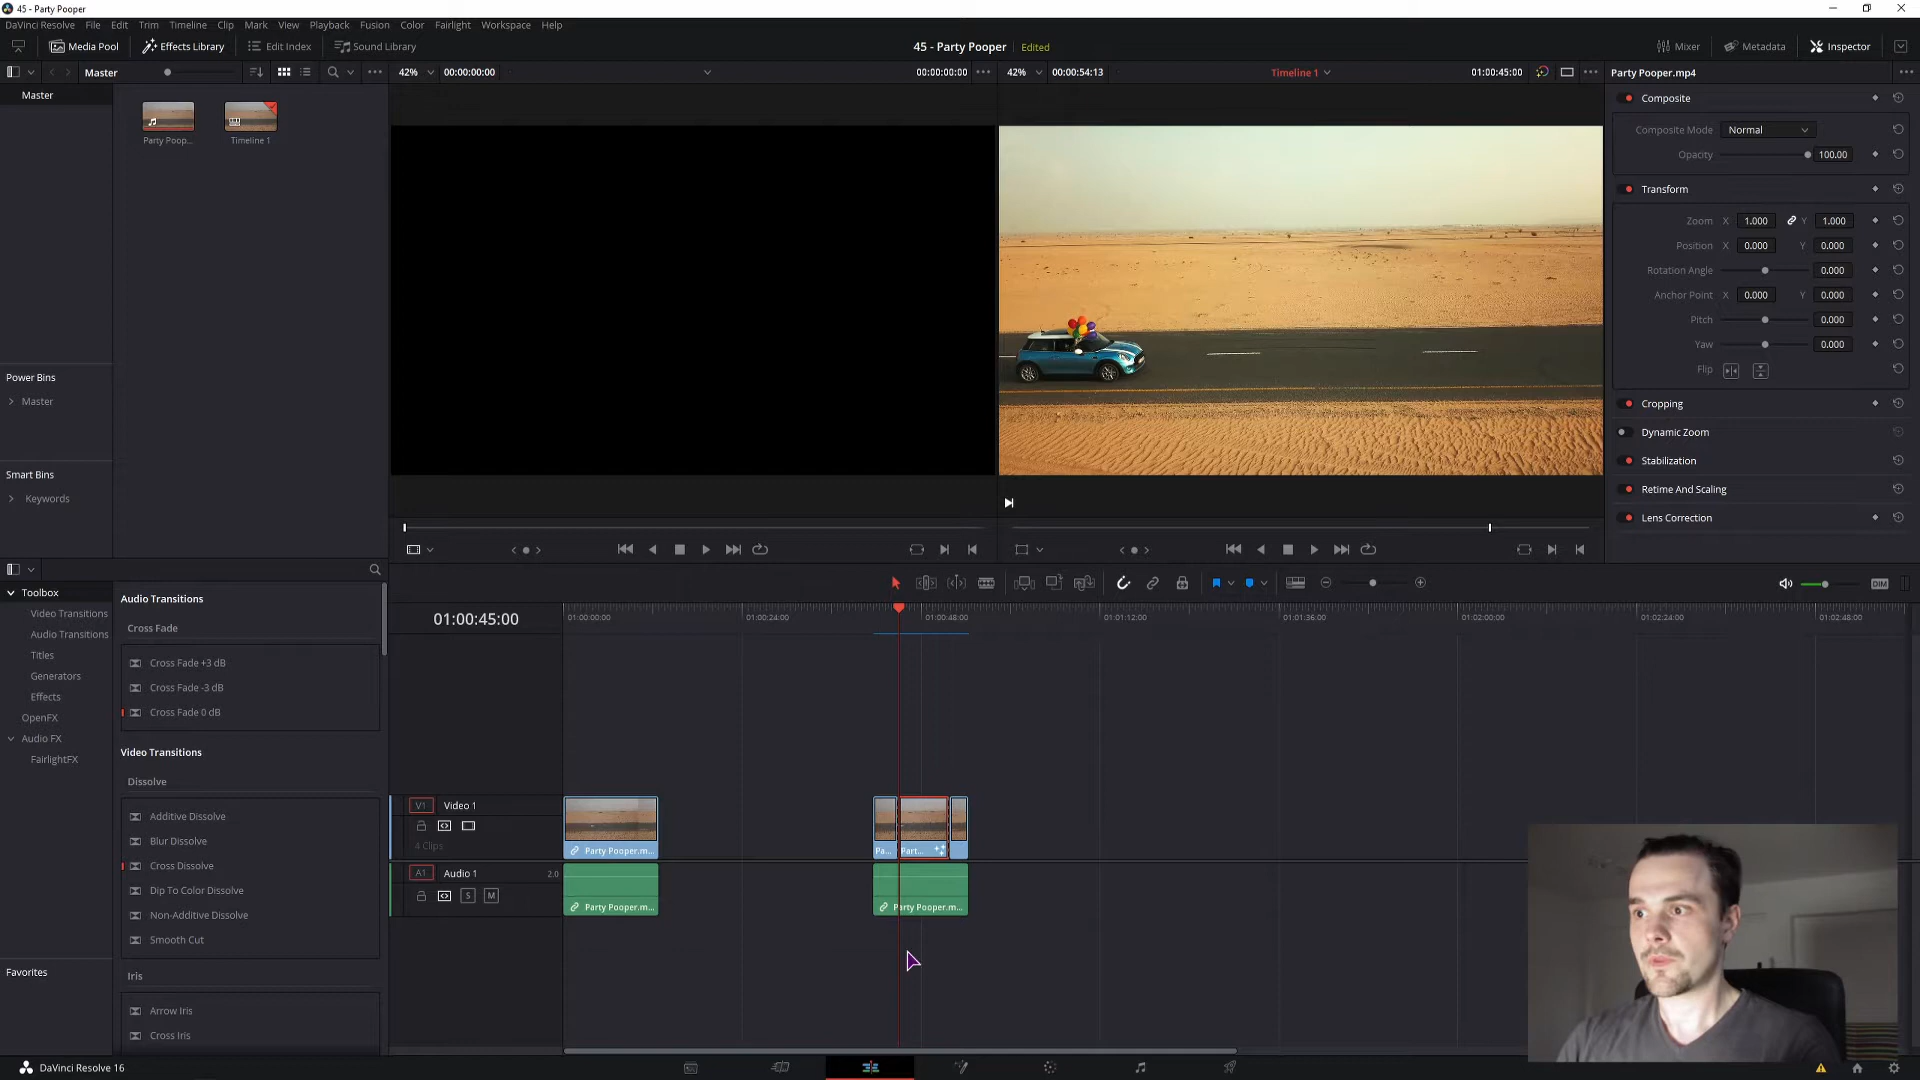 45 - Party Pooper
DaVinci Resolve File Edit Trim Timeline Clip Mark View Playback Fusion Color Fairlight Workspace Help
Media Pool Effects Library Edit Index Sound Library 45 - Party Pooper Edited Mixer Metadata Inspector
Master 42% 00:00:00:00 00:00:00:00 42% 00:00:54:13 Timeline 1 01:00:45:00 Party Pooper.mp4
Master
Party Poop... Timeline 1
Power Bins
Master
Smart Bins
Keywords
Composite
Composite Mode Normal
Opacity 100.00
Transform
Zoom X 1.000 Y 1.000
Position X 0.000 Y 0.000
Rotation Angle 0.000
Anchor Point X 0.000 Y 0.000
Pitch 0.000
Yaw 0.000
Flip
Cropping
Dynamic Zoom
Stabilization
Retime And Scaling
Lens Correction
Toolbox
Video Transitions
Audio Transitions
Titles
Generators
Effects
OpenFX
Audio FX
FairlightFX
Favorites
Audio Transitions
Cross Fade
Cross Fade +3 dB
Cross Fade -3 dB
Cross Fade 0 dB
Video Transitions
Dissolve
Additive Dissolve
Blur Dissolve
Cross Dissolve
Dip To Color Dissolve
Non-Additive Dissolve
Smooth Cut
Iris
Arrow Iris
Cross Iris
DIM
01:00:45:00 01:00:00:00 01:00:24:00 01:00:48:00 01:01:12:00 01:01:36:00 01:02:00:00 01:02:24:00 01:02:48:00
V1 Video 1
4 Clips
Party Pooper.m... Pa... Part...
A1 Audio 1 2.0
S M
Party Pooper.m... Party Pooper.m...
DaVinci Resolve 16